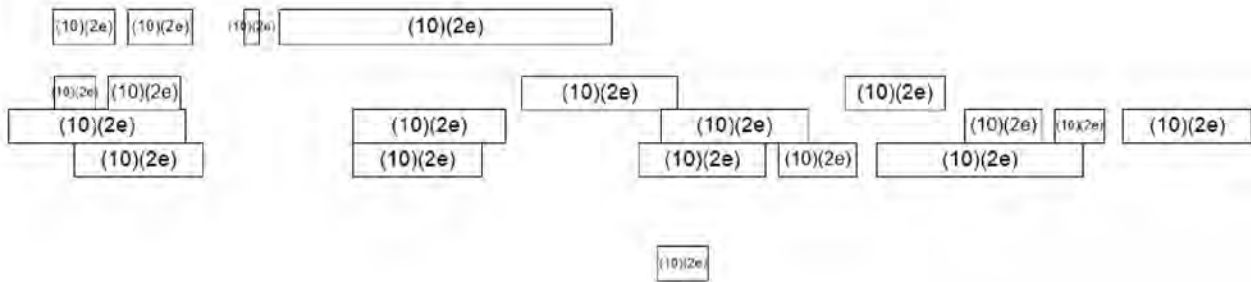 (10)(2e) (10)(2e) (10)(2e) (10)(2e)
(10)(2e) (10)(2e) (10)(2e) (10)(2e)
(10)(2e) (10)(2e) (10)(2e) (10)(2e) (10)(2e) (10)(2e)
(10)(2e) (10)(2e) (10)(2e) (10)(2e) (10)(2e)
(10)(2e)